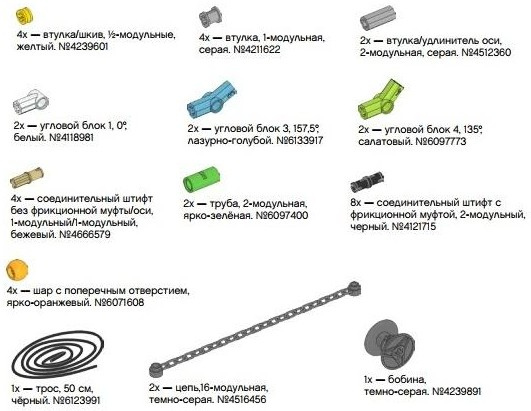 4x — втулка/шкив, ½-модульные,
желтый. №4239601
4x — втулка, 1-модульная,
серая. №4211622
2x — втулка/удлинитель оси,
2-модульная, серая. №4512360
2x — угловой блок 1, 0°,
белый. №4118981
2x — угловой блок 3, 157,5°,
лазурно-голубой. №6133917
2x — угловой блок 4, 135°,
салатовый. №6097773
4x — соединительный штифт
без фрикционной муфты/оси,
1-модульный/1-модульный,
бежевый. №4666579
2x — труба, 2-модульная,
ярко-зелёная. №6097400
8x — соединительный штифт с
фрикционной муфтой, 2-модульный,
черный. №4121715
4x — шар с поперечным отверстием,
ярко-оранжевый. №6071608
1x — трос, 50 см,
чёрный. №6123991
2x — цепь,16-модульная,
темно-серая. №4516456
1x — бобина,
темно-серая. №4239891